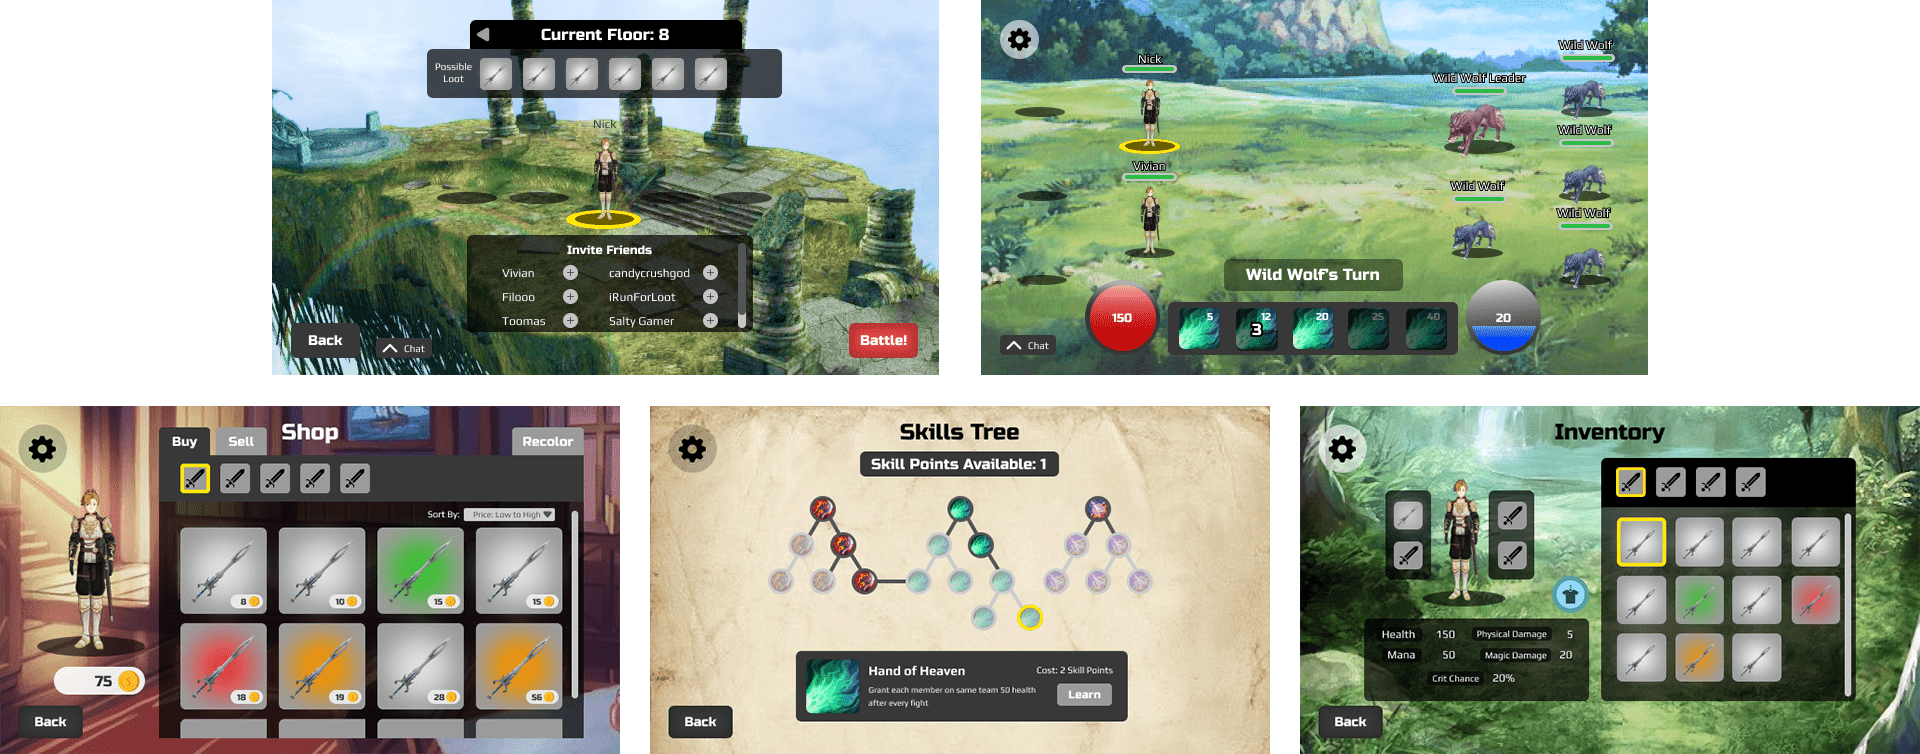 Current Floor: 8
Possible
Loot
Nick
Invite Friends
Vivian
candycrushgod
Filooo
iRunForLoot
Toomas
Salty Gamer
Back
Chat
Battle!
Wild Wolf
Nick
Wild Wolf Leader
Wild Wolf
Vivian
Wild Wolf
Wild Wolf
Wild Wolf's Turn
150
5
12
3
20
25
40
20
Chat
Shop
Buy
Sell
Recolor
Sort By:
Price: Low to High
8
10
15
15
18
19
28
56
75
Back
Skills Tree
Skill Points Available: 1
Hand of Heaven
Cost: 2 Skill Points
Grant each member on same team 50 health
after every fight
Learn
Back
Inventory
Health 150
Physical Damage 5
Mana 50
Magic Damage 20
Crit Chance 20%
Back